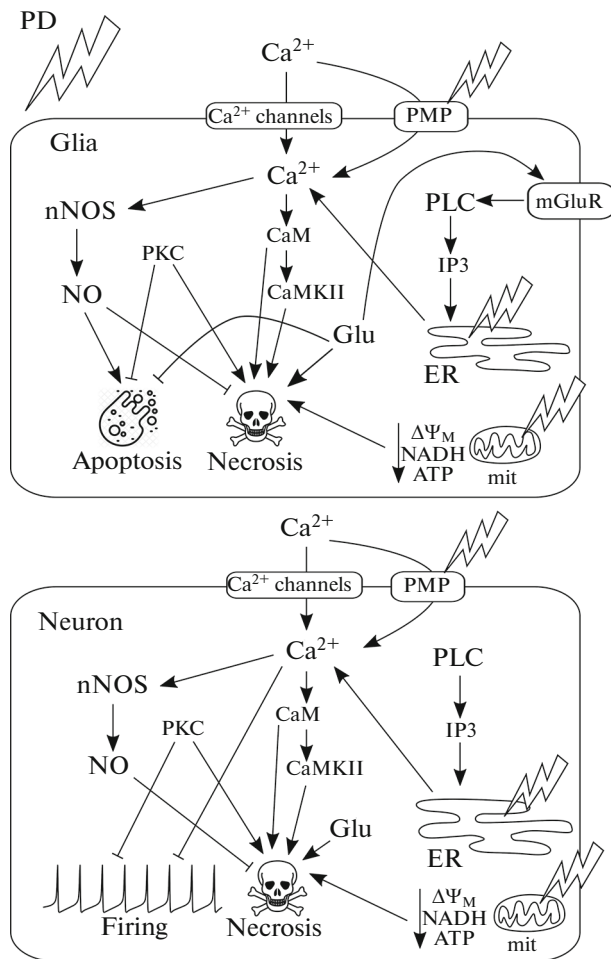 PD
Ca²⁺
Ca²⁺ channels
PMP
Glia
Ca²⁺
nNOS
PLC
mGluR
CaM
PKC
IP3
NO
CaMKII
Glu
ER
Apoptosis
Necrosis
ΔΨ_M
NADH
ATP
mit
Ca²⁺
Ca²⁺ channels
PMP
Neuron
Ca²⁺
PLC
nNOS
CaM
PKC
IP3
NO
CaMKII
Glu
ER
Firing
Necrosis
ΔΨ_M
NADH
ATP
mit